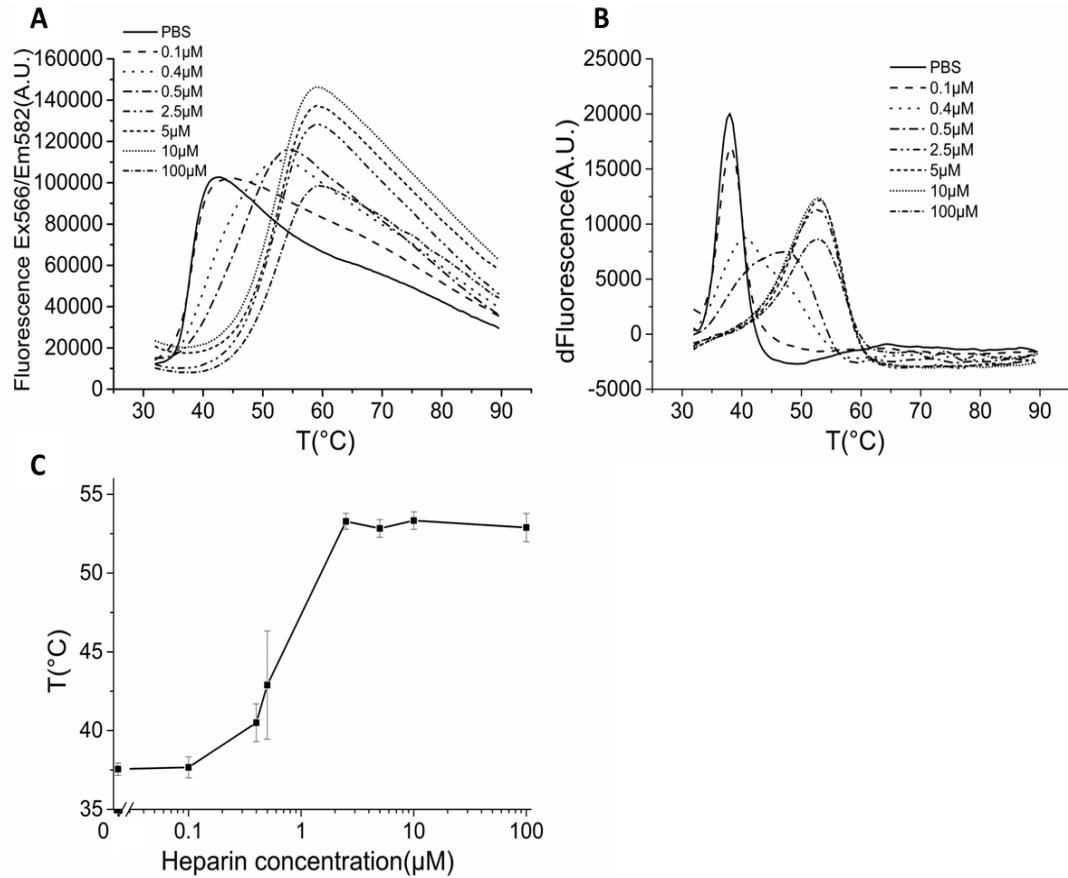 A
Fluorescence Ex566/Em582(A.U.)
160000
140000
120000
100000
80000
60000
40000
20000
0
PBS
0.1µM
0.4µM
0.5µM
2.5µM
5µM
10µM
100µM
30 40 50 60 70 80 90
T(°C)
B
dFluorescence(A.U.)
25000
20000
15000
10000
5000
0
-5000
PBS
0.1µM
0.4µM
0.5µM
2.5µM
5µM
10µM
100µM
30 40 50 60 70 80 90
T(°C)
C
T(°C)
55
50
45
40
35
0 0.1 1 10 100
Heparin concentration(µM)